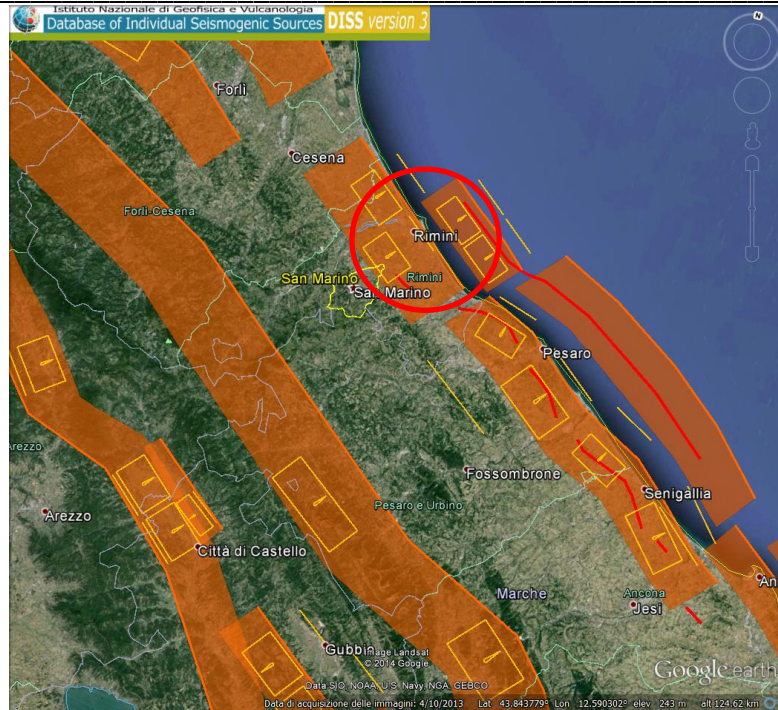 Istituto Nazionale di Geofisica e Vulcanologia
Database of Individual Seismogenic Sources DISS version 3
N
Forlì
Cesena
Forlì-Cesena
Rimini
San Marino
Rimini
San Marino
Pesaro
Arezzo
Fossombrone
Senigallia
Pesaro e Urbino
Arezzo
Città di Castello
An
Marche
Ancona
Jesi
Gubbio
Image Landsat
© 2014 Google
Data SIO, NOAA, U.S. Navy, NGA, GEBCO
Google earth
Data di acquisizione delle immagini: 4/10/2013 Lat 43.843779° Lon 12.590302° elev 243 m alt 124.62 km